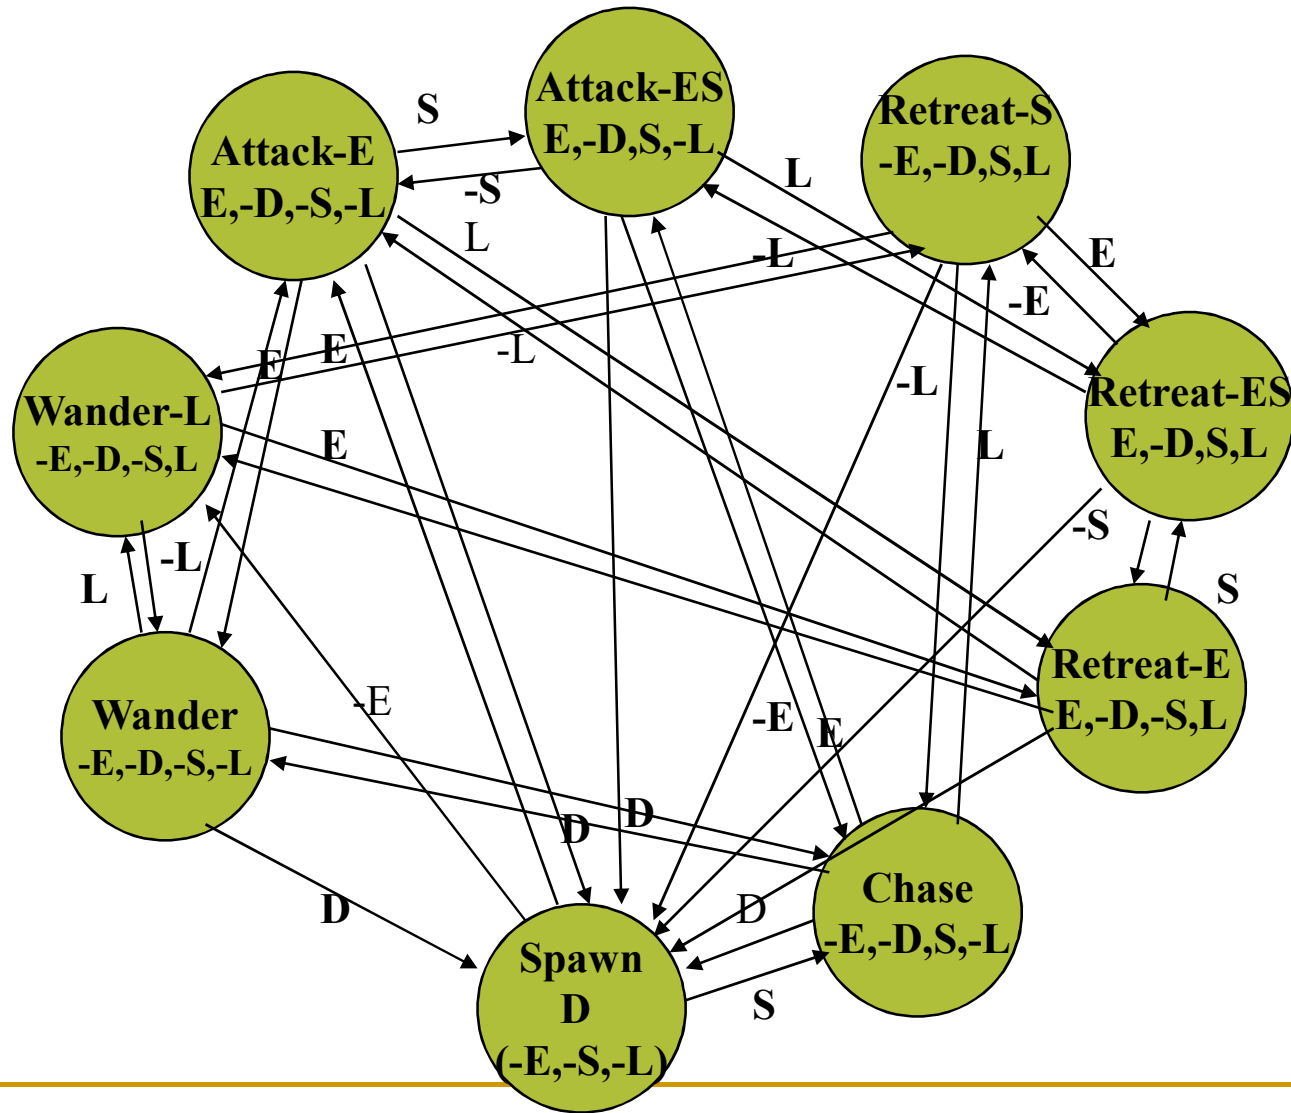 Attack-ES
E,-D,S,-L
Retreat-S
-E,-D,S,L
S
Attack-E
E,-D,-S,-L
-S
L
L
-L
E
-E
E
E
-L
-L
Wander-L
-E,-D,-S,L
Retreat-ES
E,-D,S,L
E
L
-L
L
-S
S
Retreat-E
E,-D,-S,L
Wander
-E,-D,-S,-L
-E
-E
E
D
D
D
D
Chase
-E,-D,S,-L
Spawn
D
(-E,-S,-L)
S